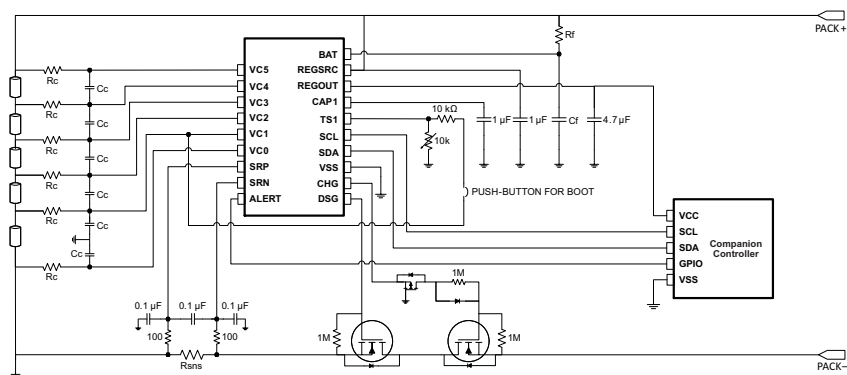 PACK+
Rf
BAT
REGSRC
REGOUT
CAP1
TS1
SCL
SDA
VSS
CHG
DSG
VC5
VC4
VC3
VC2
VC1
VC0
SRP
SRN
ALERT
Rc
Rc
Rc
Rc
Rc
Rc
Cc
Cc
Cc
Cc
Cc
Cc
10 kΩ
10k
1 µF
1 µF
Cf
4.7 µF
PUSH-BUTTON FOR BOOT
VCC
SCL
SDA
GPIO
VSS
Companion
Controller
1M
0.1 µF
0.1 µF
0.1 µF
100
100
1M
1M
Rsns
PACK–